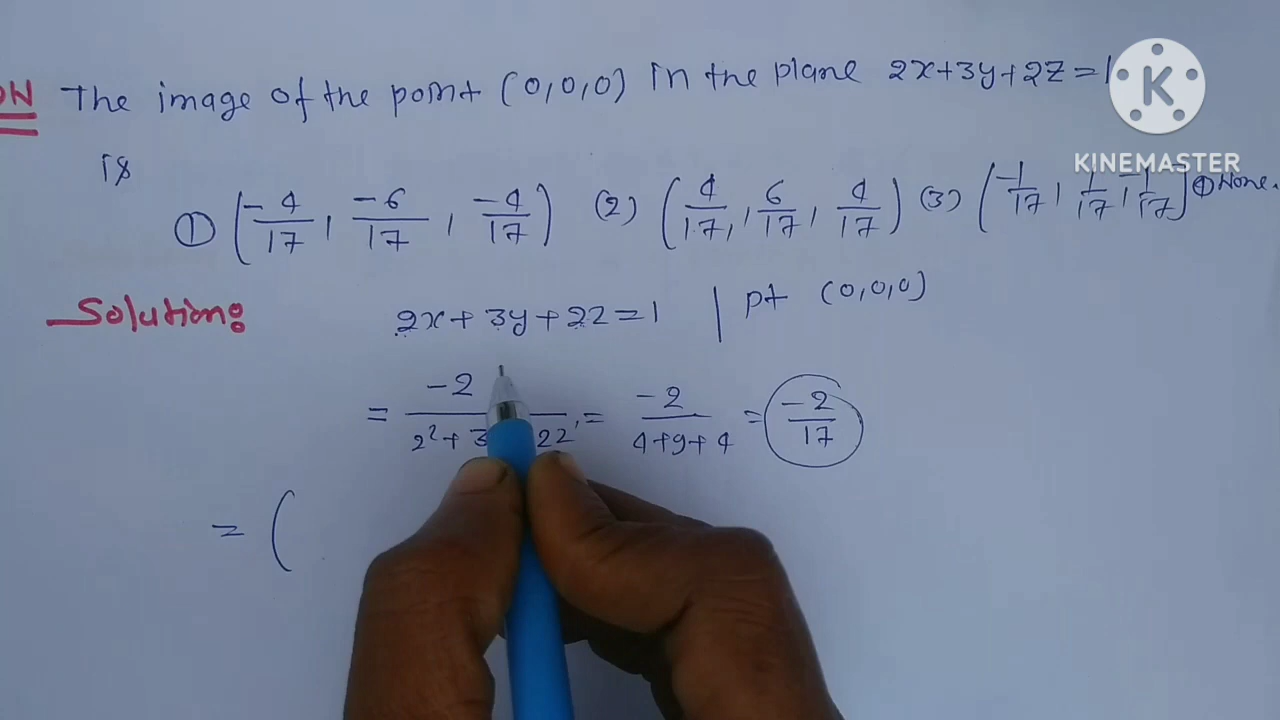 ON The image of the point (0,0,0) in the plane 2x+3y+2z=1
is
① (-4/17, -6/17, -4/17) (2) (4/17, 6/17, 4/17) (3) (-1/17, 1/17, -1/17] ④ None.
Solution: 2x+3y+2z=1 | pt (0,0,0)
= -2/2²+3 22 = -2/4+9+4 = -2/17
= (
K
KINEMASTER